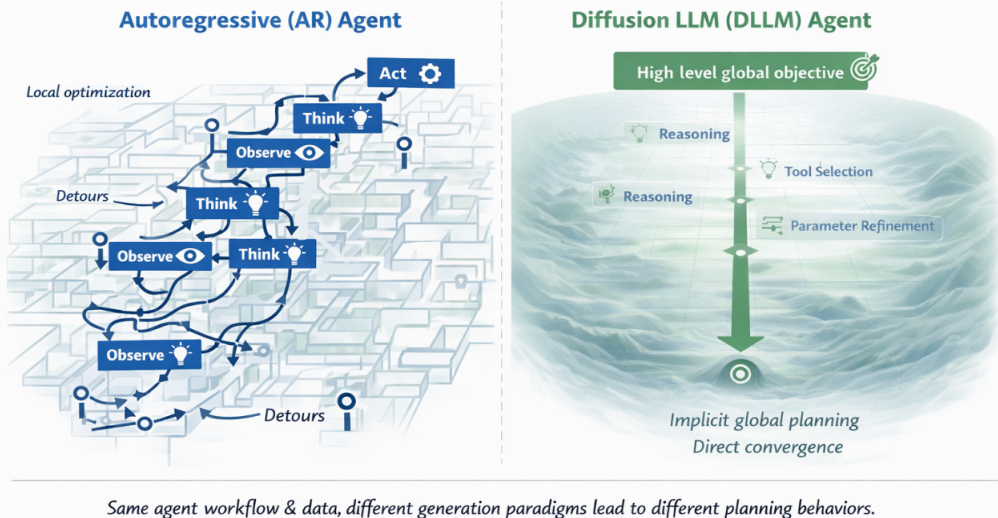 Autoregressive (AR) Agent
Local optimization
Act
Think
Observe
Detours
Think
Observe
Think
Observe
Detours
Diffusion LLM (DLLM) Agent
High level global objective
Reasoning
Tool Selection
Reasoning
Parameter Refinement
Implicit global planning
Direct convergence
Same agent workflow & data, different generation paradigms lead to different planning behaviors.